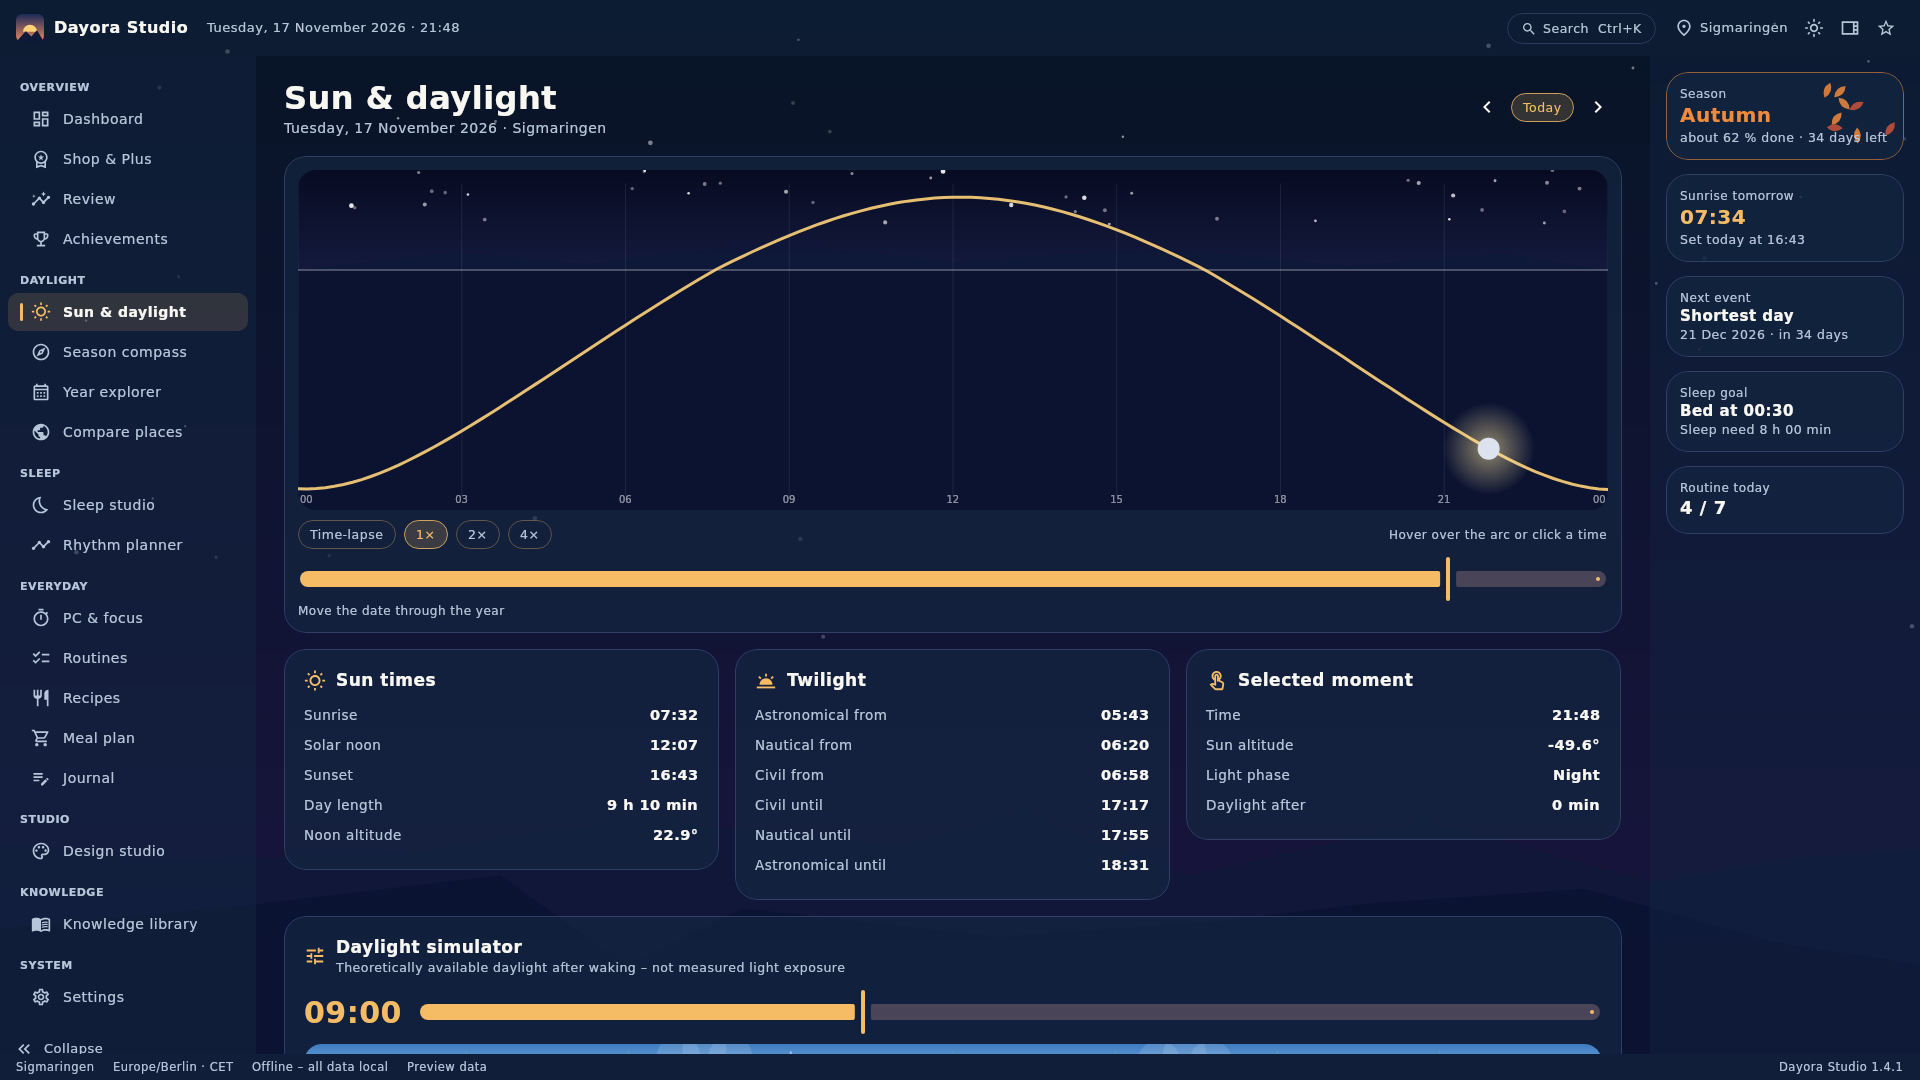 Dayora Studio
Tuesday, 17 November 2026 · 21:48
Search Ctrl+K
Sigmaringen
OVERVIEW
Dashboard
Shop & Plus
Review
Achievements
DAYLIGHT
Sun & daylight
Season compass
Year explorer
Compare places
SLEEP
Sleep studio
Rhythm planner
EVERYDAY
PC & focus
Routines
Recipes
Meal plan
Journal
STUDIO
Design studio
KNOWLEDGE
Knowledge library
SYSTEM
Settings
Collapse
Sun & daylight
Tuesday, 17 November 2026 · Sigmaringen
Today
00 03 06 09 12 15 18 21 00
Time-lapse 1× 2× 4×
Hover over the arc or click a time
Move the date through the year
Sun times
Sunrise 07:32
Solar noon 12:07
Sunset 16:43
Day length 9 h 10 min
Noon altitude 22.9°
Twilight
Astronomical from 05:43
Nautical from 06:20
Civil from 06:58
Civil until 17:17
Nautical until 17:55
Astronomical until 18:31
Selected moment
Time 21:48
Sun altitude -49.6°
Light phase Night
Daylight after 0 min
Daylight simulator
Theoretically available daylight after waking – not measured light exposure
09:00
Season
Autumn
about 62 % done · 34 days left
Sunrise tomorrow
07:34
Set today at 16:43
Next event
Shortest day
21 Dec 2026 · in 34 days
Sleep goal
Bed at 00:30
Sleep need 8 h 00 min
Routine today
4 / 7
Sigmaringen Europe/Berlin · CET Offline – all data local Preview data
Dayora Studio 1.4.1